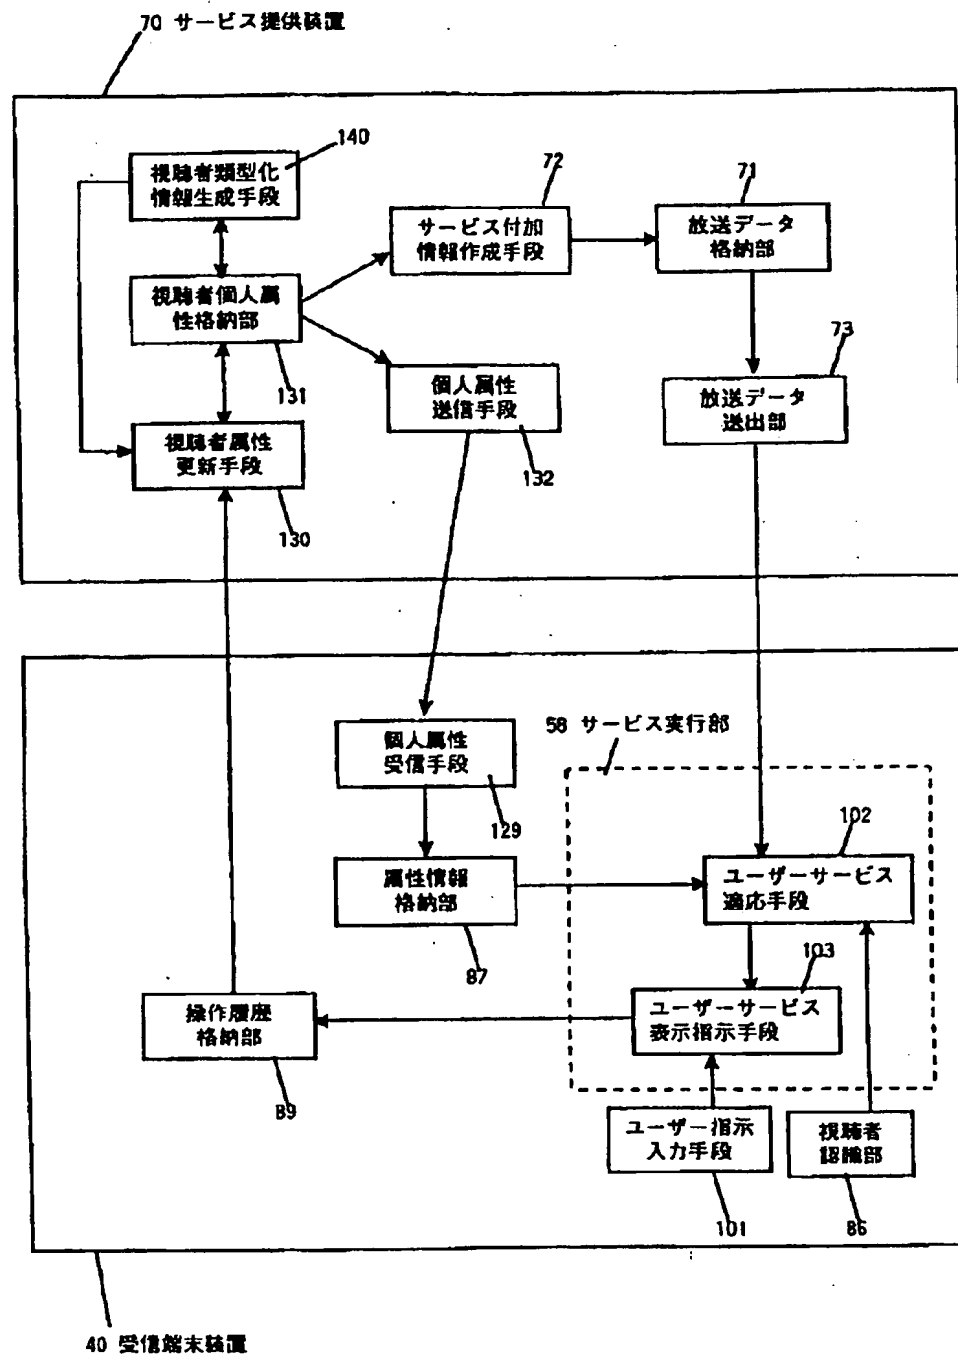 70 サービス提供装置
140
視聴者類型化
情報生成手段
72
サービス付加
情報作成手段
71
放送データ
格納部
視聴者個人属
性格納部
131
個人属性
送信手段
132
73
放送データ
送出部
視聴者属性
更新手段
130
58 サービス実行部
個人属性
受信手段
129
102
ユーザーサービス
適応手段
属性情報
格納部
87
103
ユーザーサービス
表示指示手段
操作履歴
格納部
89
ユーザー指示
入力手段
101
視聴者
認識部
86
40 受信端末装置